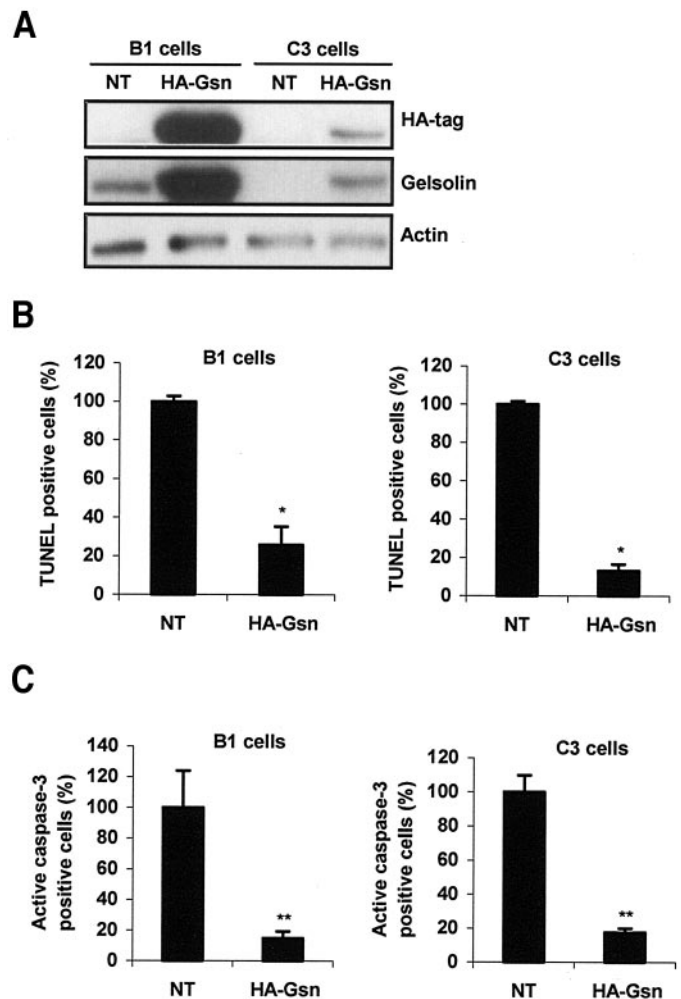 A
B1 cells C3 cells
NT HA-Gsn NT HA-Gsn
HA-tag
Gelsolin
Actin
B
B1 cells
TUNEL positive cells (%)
120
100
80
60
40
20
0
*
NT HA-Gsn
C3 cells
TUNEL positive cells (%)
120
100
80
60
40
20
0
*
NT HA-Gsn
C
B1 cells
Active caspase-3
positive cells (%)
140
120
100
80
60
40
20
0
**
NT HA-Gsn
C3 cells
Active caspase-3
positive cells (%)
120
100
80
60
40
20
0
**
NT HA-Gsn